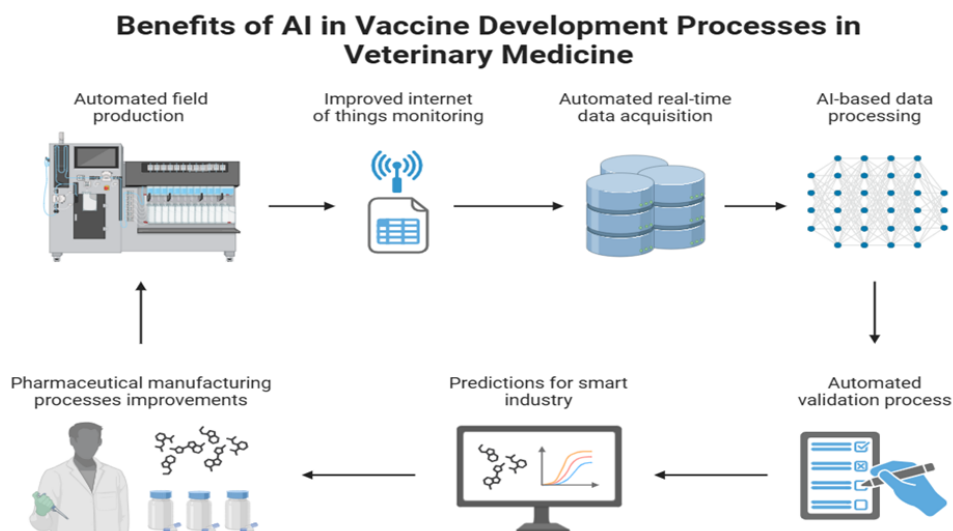 Benefits of AI in Vaccine Development Processes in
Veterinary Medicine
Automated field
production
Improved internet
of things monitoring
Automated real-time
data acquisition
AI-based data
processing
Pharmaceutical manufacturing
processes improvements
Predictions for smart
industry
Automated
validation process